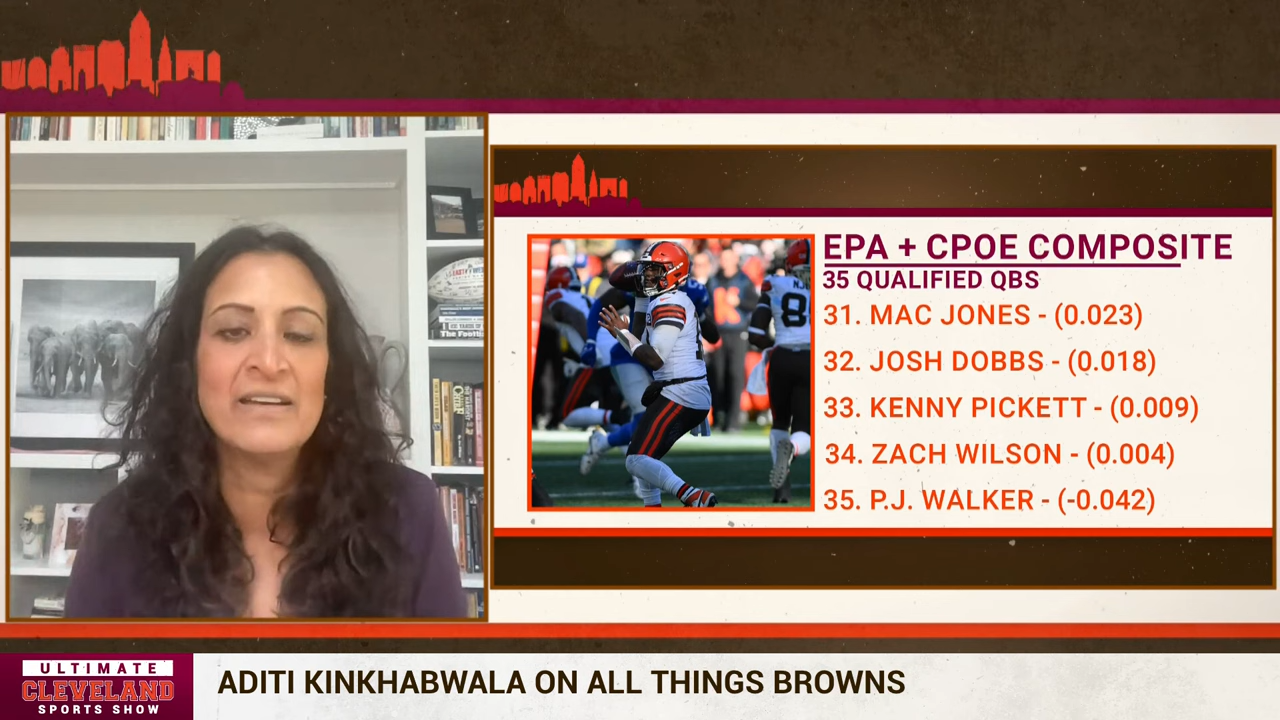 EPA + CPOE COMPOSITE
35 QUALIFIED QBS
31. MAC JONES - (0.023)
32. JOSH DOBBS - (0.018)
33. KENNY PICKETT - (0.009)
34. ZACH WILSON - (0.004)
35. P.J. WALKER - (-0.042)
ULTIMATE
CLEVELAND
SPORTS SHOW
ADITI KINKHABWALA ON ALL THINGS BROWNS